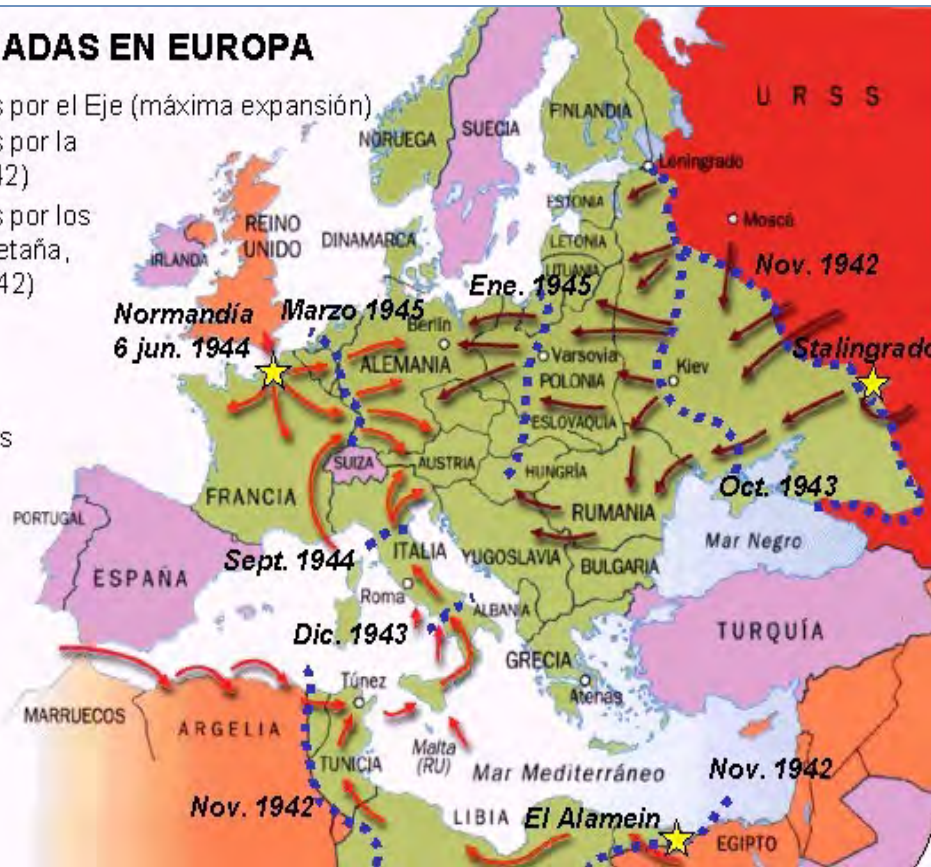 ADAS EN EUROPA
s por el Eje (máxima expansión)
s por la
42)
s por los
etaña,
42)
s
URSS
FINLANDIA
SUECIA
NORUEGA
Leningrado
ESTONIA
Moscú
REINO
UNIDO
DINAMARCA
LETONIA
IRLANDA
LITUANIA
Nov. 1942
Ene. 1945
Normandía
6 jun. 1944
Marzo 1945
Berlín
Stalingrado
ALEMANIA
Varsovia
Kiev
POLONIA
ESLOVAQUIA
SUIZA
AUSTRIA
HUNGRÍA
FRANCIA
Oct. 1943
PORTUGAL
RUMANIA
Mar Negro
Sept. 1944
ITALIA
YUGOSLAVIA
BULGARIA
ESPAÑA
Roma
ALBANIA
Dic. 1943
TURQUÍA
GRECIA
Túnez
Atenas
MARRUECOS
ARGELIA
Malta
(RU)
TUNICIA
Mar Mediterráneo
Nov. 1942
Nov. 1942
LIBIA
El Alamein
EGIPTO